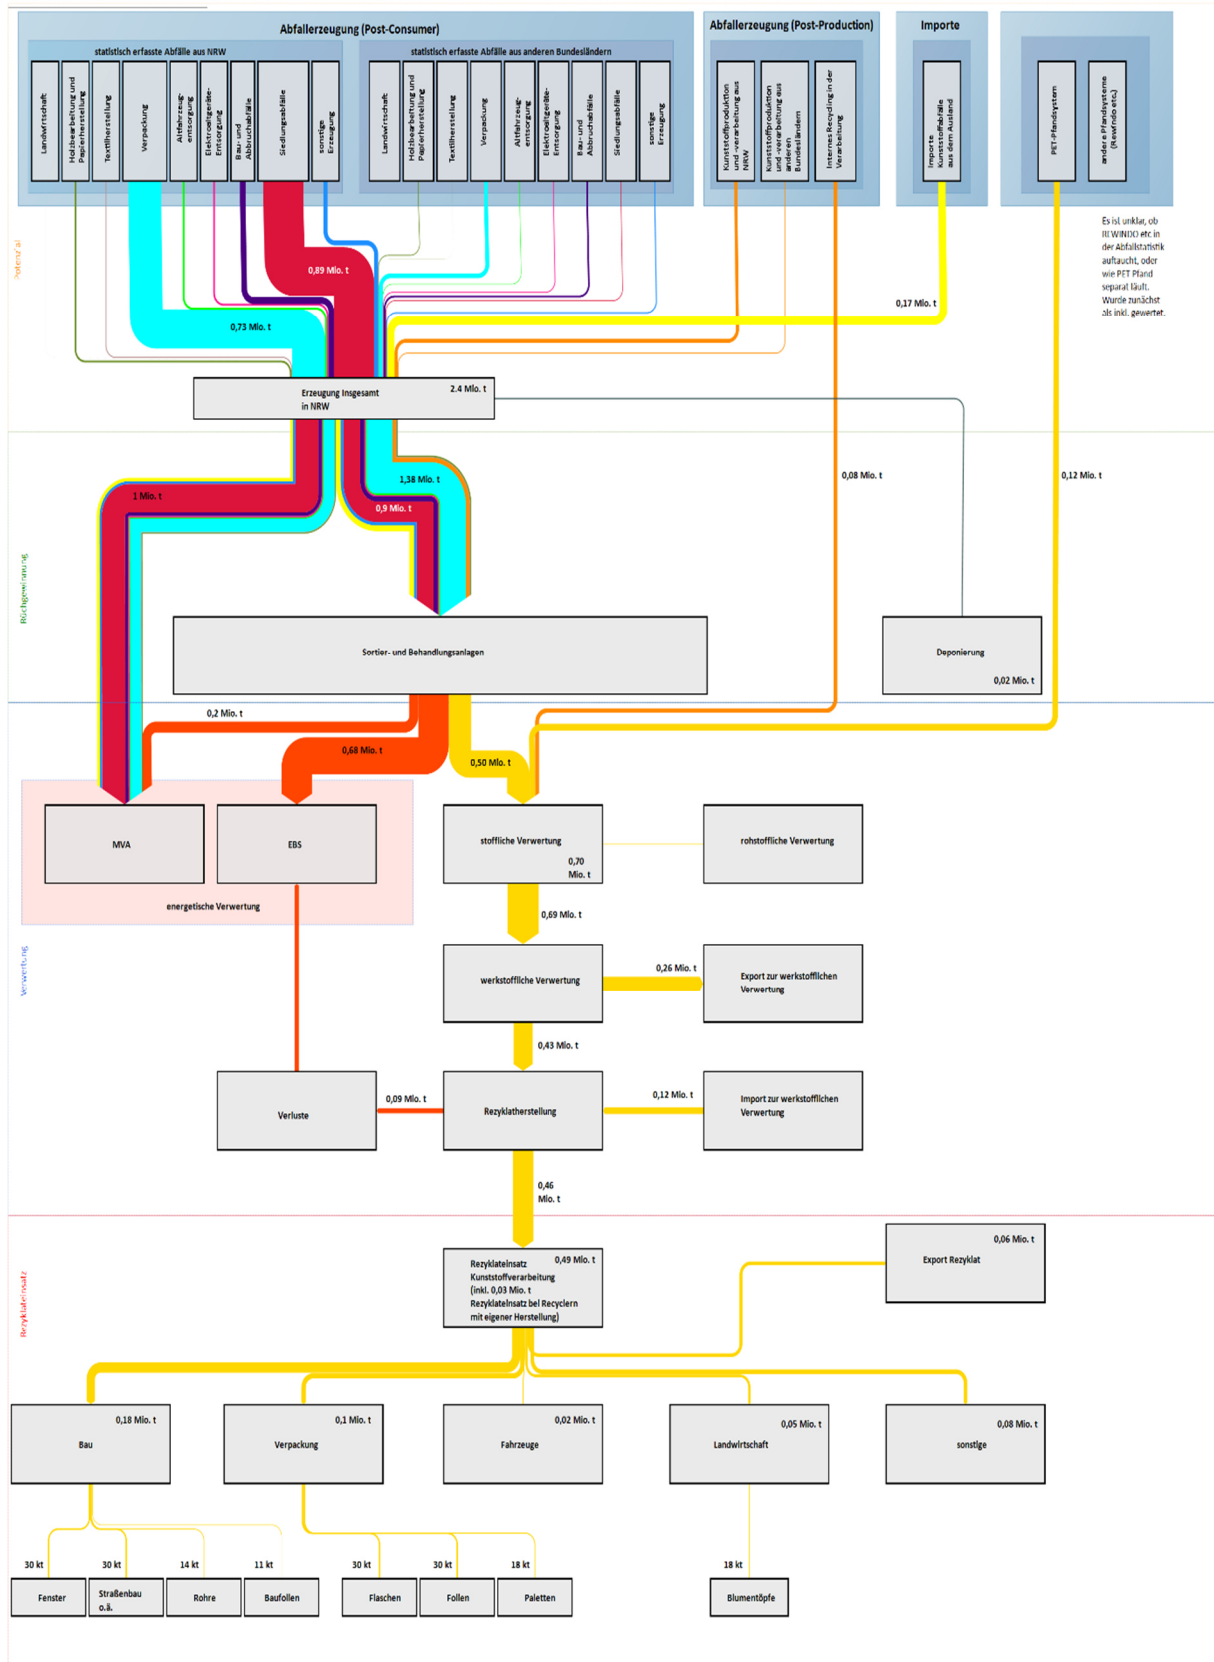 Abfallerzeugung (Post-Consumer)
Abfallerzeugung (Post-Production)
Importe
statistisch erfasste Abfälle aus NRW
statistisch erfasste Abfälle aus anderen Bundesländern
Landwirtschaft
Holzbearbeitung und
Papierherstellung
Textilherstellung
Verpackung
Altfahrzeug-
entsorgung
Elektroaltgeräte-
Entsorgung
Bau- und
Abbruchabfälle
Siedlungsabfälle
sonstige
Erzeugung
Landwirtschaft
Holzbearbeitung und
Papierherstellung
Textilherstellung
Verpackung
Altfahrzeug-
entsorgung
Elektroaltgeräte-
Entsorgung
Bau- und
Abbruchabfälle
Siedlungsabfälle
sonstige
Erzeugung
Kunststoffproduktion
und -verarbeitung aus
NRW
Kunststoffproduktion
und -verarbeitung aus
anderen
Bundesländern
Internes Recycling in der
Verarbeitung
Importe
Kunststoffabfälle
aus dem Ausland
PET-Pfandsystem
andere Pfandsysteme
(Rewindo etc.)
Es ist unklar, ob
REWINDO etc in
der Abfallstatistik
auftaucht, oder
wie PET Pfand
separat läuft.
Wurde zunächst
als inkl. gewertet.
Potenzial
0,89 Mio. t
0,17 Mio. t
0,73 Mio. t
Erzeugung Insgesamt
in NRW
2.4 Mio. t
Rückgewinnung
1,38 Mio. t
1 Mio. t
0,9 Mio. t
0,08 Mio. t
0,12 Mio. t
Sortier- und Behandlungsanlagen
Deponierung
0,02 Mio. t
Verwertung
0,2 Mio. t
0,68 Mio. t
0,50 Mio. t
MVA
EBS
stoffliche Verwertung
0,70
Mio. t
rohstoffliche Verwertung
energetische Verwertung
0,69 Mio. t
werkstoffliche Verwertung
0,26 Mio. t
Export zur werkstofflichen
Verwertung
0,43 Mio. t
Verluste
0,09 Mio. t
Rezyklatherstellung
0,12 Mio. t
Import zur werkstofflichen
Verwertung
0,46
Mio. t
Rezyklateinsatz
Rezyklateinsatz
0,49 Mio. t
Kunststoffverarbeitung
(inkl. 0,03 Mio. t
Rezyklateinsatz bei Recyclern
mit eigener Herstellung)
0,06 Mio. t
Export Rezyklat
0,18 Mio. t
Bau
0,1 Mio. t
Verpackung
0,02 Mio. t
Fahrzeuge
0,05 Mio. t
Landwirtschaft
0,08 Mio. t
sonstige
30 kt
30 kt
14 kt
11 kt
30 kt
30 kt
18 kt
18 kt
Fenster
Straßenbau
o.ä.
Rohre
Baufolien
Flaschen
Folien
Paletten
Blumentöpfe